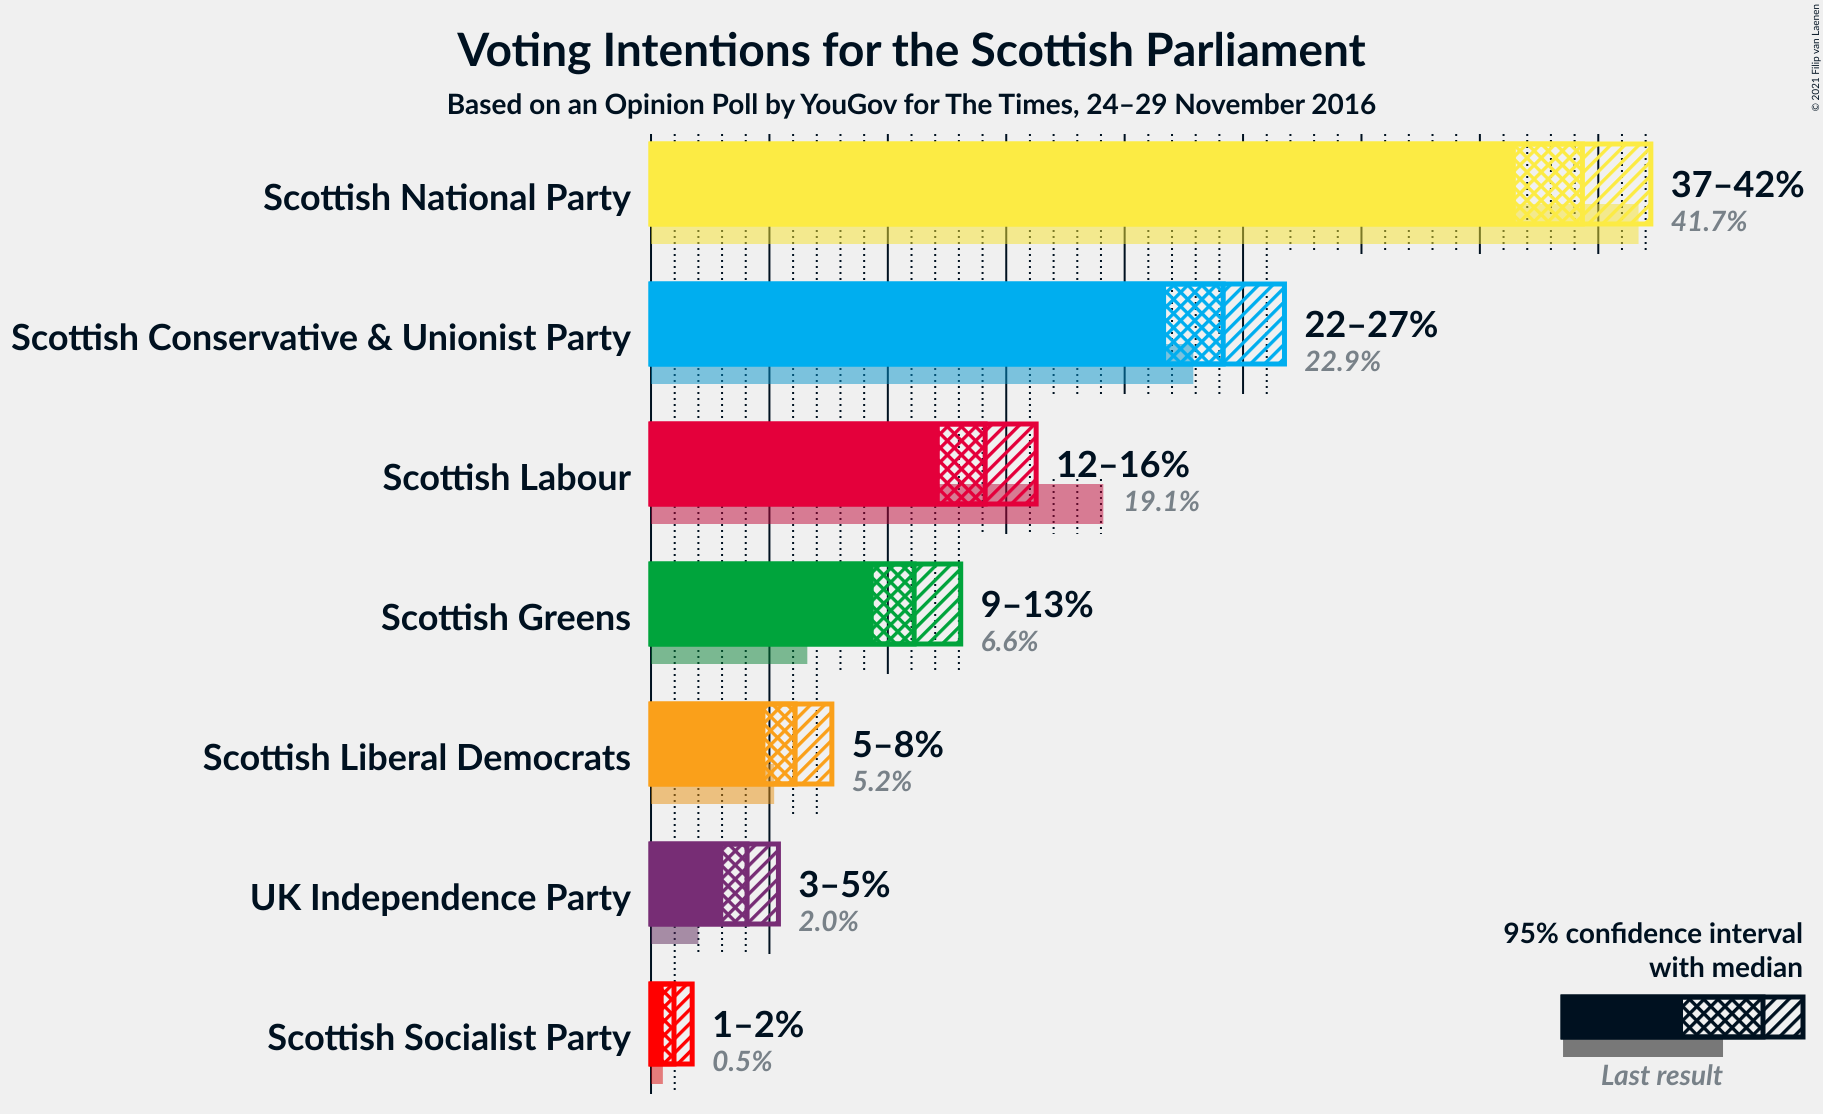 Voting Intentions for the Scottish Parliament
Based on an Opinion Poll by YouGov for The Times, 24–29 November 2016
© 2021 Filip van Laenen
Scottish National Party
37–42%
41.7%
Scottish Conservative & Unionist Party
22–27%
22.9%
Scottish Labour
12–16%
19.1%
Scottish Greens
9–13%
6.6%
Scottish Liberal Democrats
5–8%
5.2%
UK Independence Party
3–5%
2.0%
Scottish Socialist Party
1–2%
0.5%
95% confidence interval
with median
Last result